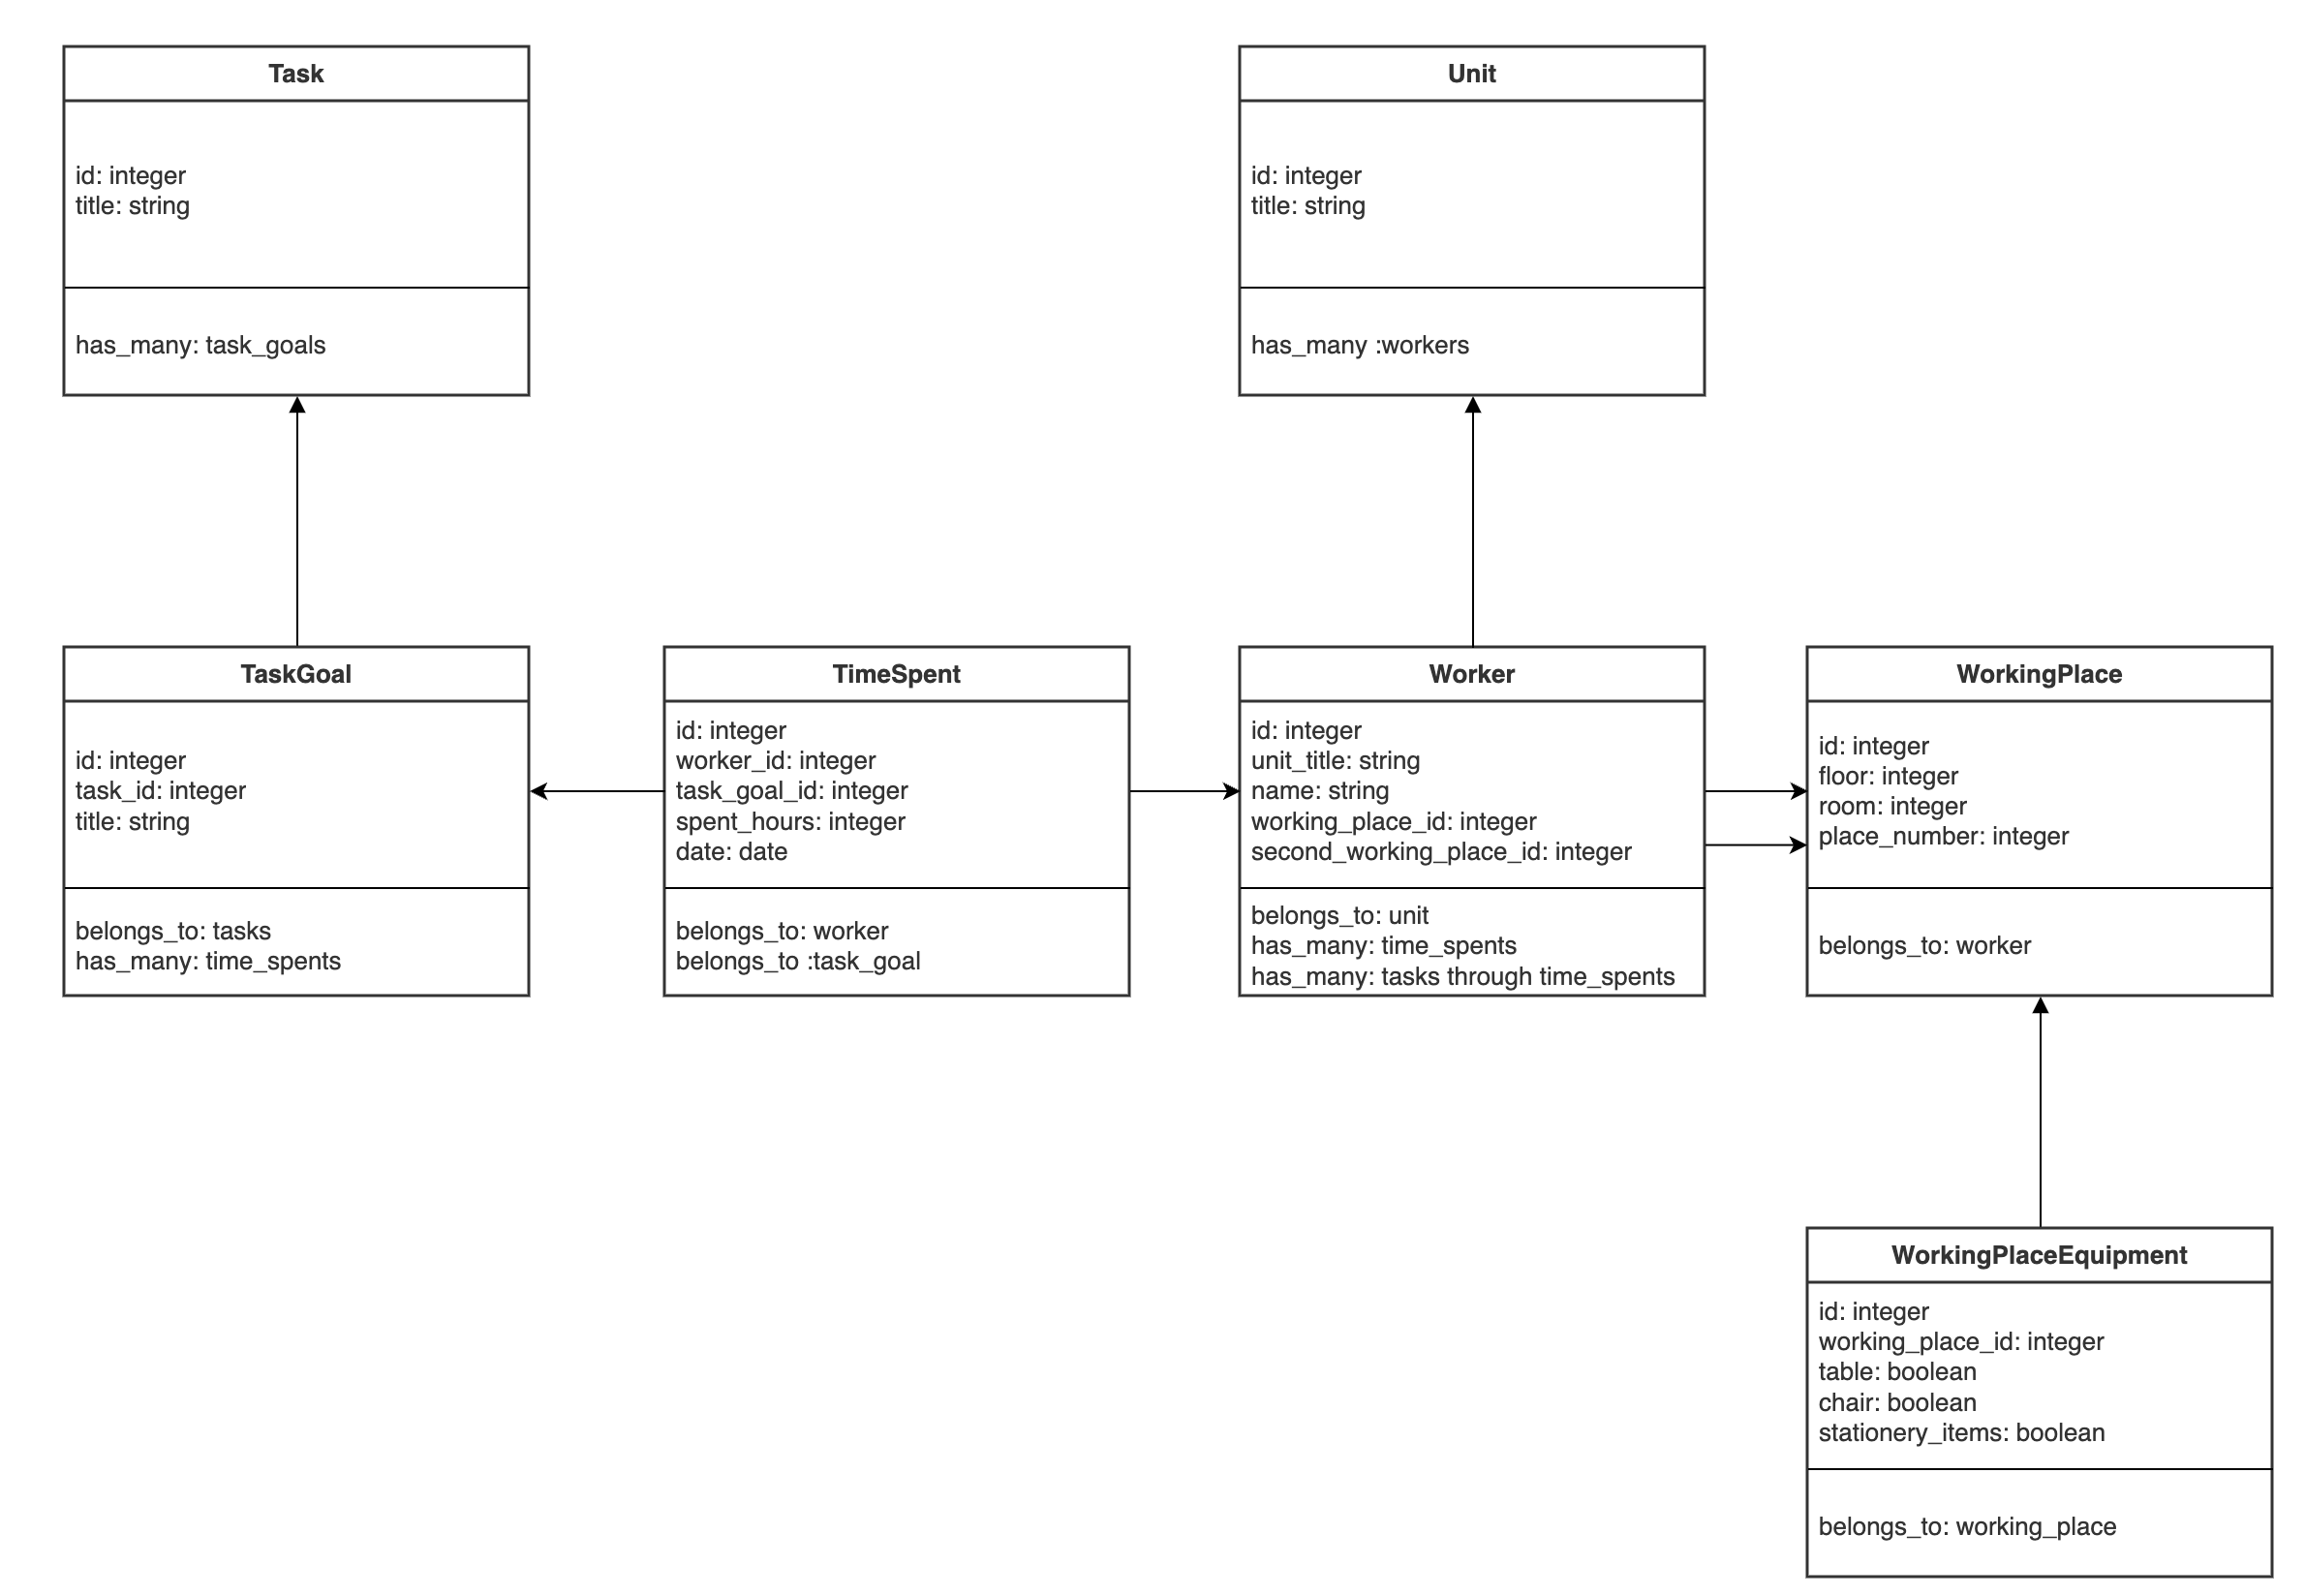 Task
id: integer
title: string
has_many: task_goals
Unit
id: integer
title: string
has_many :workers
TaskGoal
id: integer
task_id: integer
title: string
belongs_to: tasks
has_many: time_spents
TimeSpent
id: integer
worker_id: integer
task_goal_id: integer
spent_hours: integer
date: date
belongs_to: worker
belongs_to :task_goal
Worker
id: integer
unit_title: string
name: string
working_place_id: integer
second_working_place_id: integer
belongs_to: unit
has_many: time_spents
has_many: tasks through time_spents
WorkingPlace
id: integer
floor: integer
room: integer
place_number: integer
belongs_to: worker
WorkingPlaceEquipment
id: integer
working_place_id: integer
table: boolean
chair: boolean
stationery_items: boolean
belongs_to: working_place